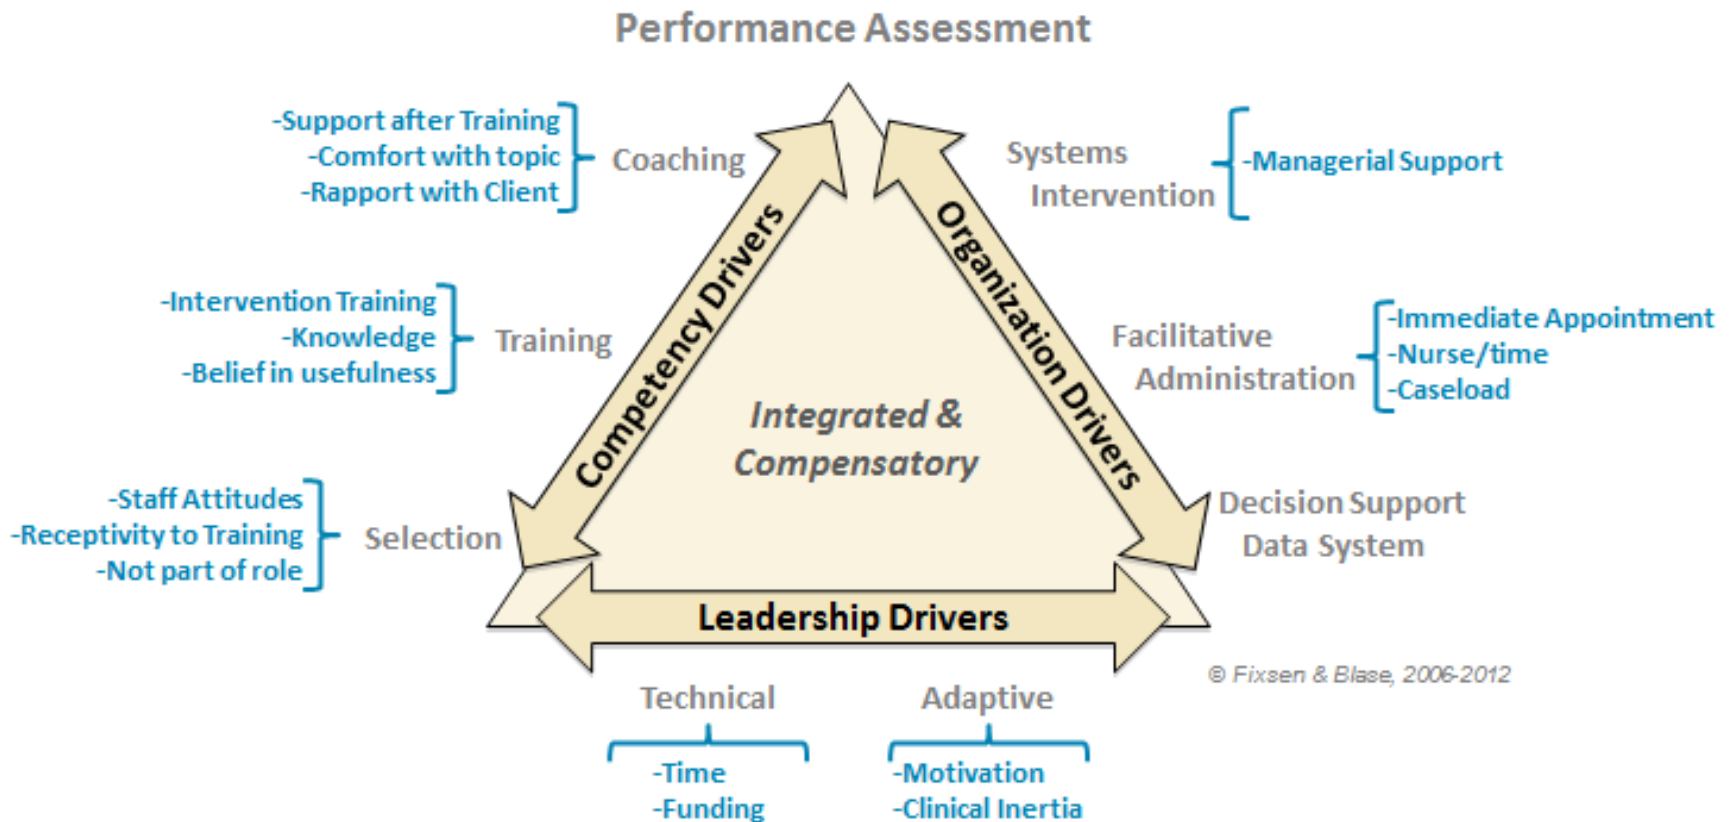 Performance Assessment
-Support after Training
-Comfort with topic
-Rapport with Client
Coaching
Systems
Intervention
-Managerial Support
-Intervention Training
-Knowledge
-Belief in usefulness
Training
Competency Drivers
Organization Drivers
Integrated &
Compensatory
Facilitative
Administration
-Immediate Appointment
-Nurse/time
-Caseload
-Staff Attitudes
-Receptivity to Training
-Not part of role
Selection
Decision Support
Data System
Leadership Drivers
© Fixsen & Blase, 2006-2012
Technical
-Time
-Funding
Adaptive
-Motivation
-Clinical Inertia